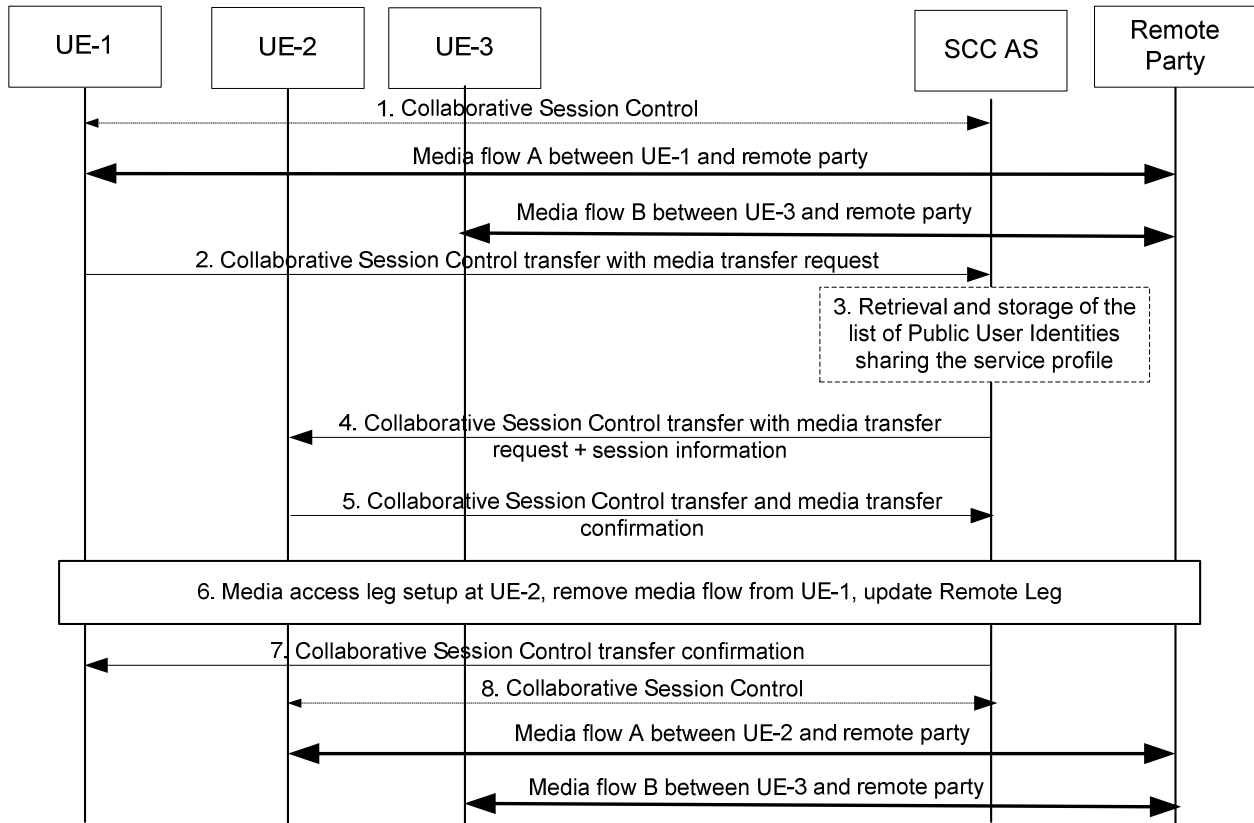 UE-1
UE-2
UE-3
SCC AS
Remote
Party
1. Collaborative Session Control
Media flow A between UE-1 and remote party
Media flow B between UE-3 and remote party
2. Collaborative Session Control transfer with media transfer request
3. Retrieval and storage of the
list of Public User Identities
sharing the service profile
4. Collaborative Session Control transfer with media transfer
request + session information
5. Collaborative Session Control transfer and media transfer
confirmation
6. Media access leg setup at UE-2, remove media flow from UE-1, update Remote Leg
7. Collaborative Session Control transfer confirmation
8. Collaborative Session Control
Media flow A between UE-2 and remote party
Media flow B between UE-3 and remote party